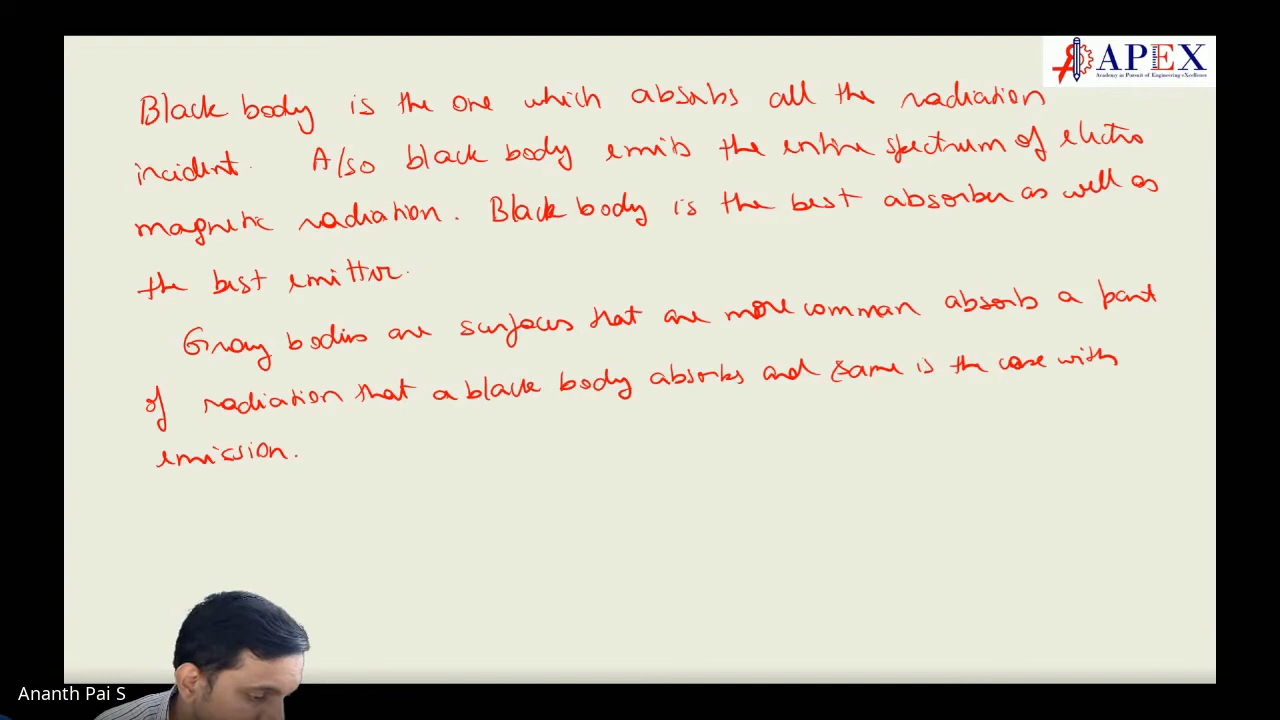 APEX
Academy in Pursuit of Engineering eXcellence
Black body is the one which absorbs all the radiation
incident. Also black body emits the entire spectrum of electro
magnetic radiation. Black body is the best absorber as well as
the best emitter.
Gray bodies are surfaces that are more common absorb a part
of radiation that a black body absorbs and same is the case with
emission.
Ananth Pai S